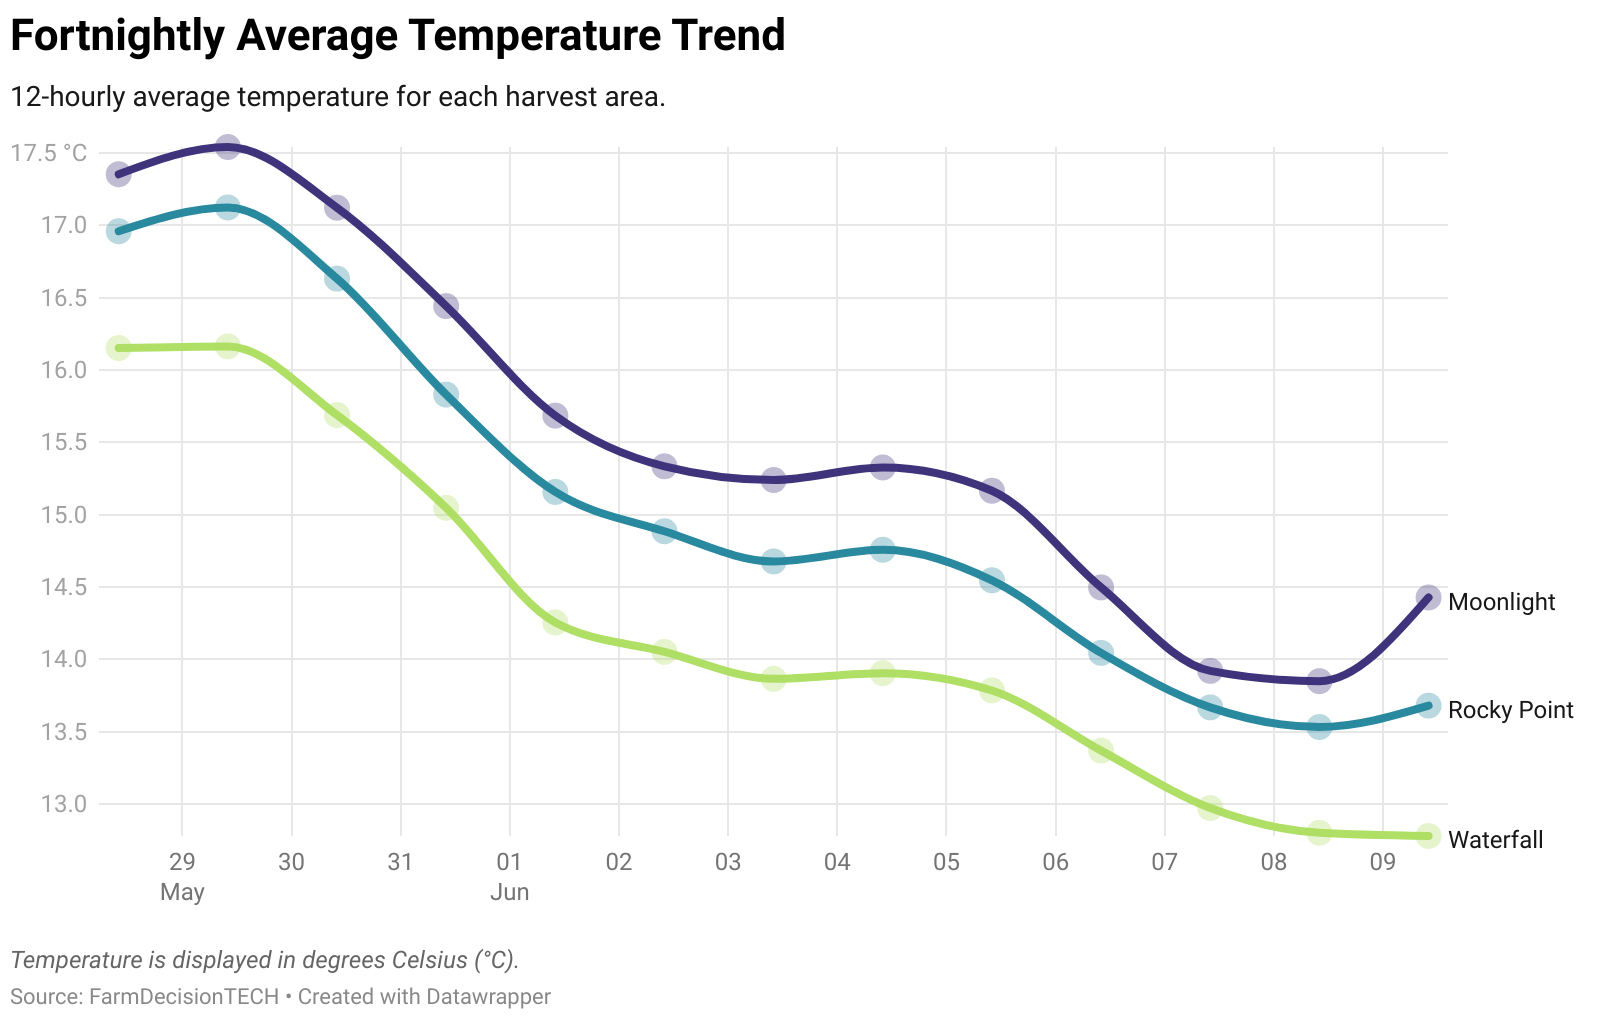 Fortnightly Average Temperature Trend
12-hourly average temperature for each harvest area.
17.5 °C
17.0
16.5
16.0
15.5
15.0
14.5
14.0
13.5
13.0
Moonlight
Rocky Point
Waterfall
29 30 31 01 02 03 04 05 06 07 08 09
May Jun
Temperature is displayed in degrees Celsius (°C).
Source: FarmDecisionTECH • Created with Datawrapper